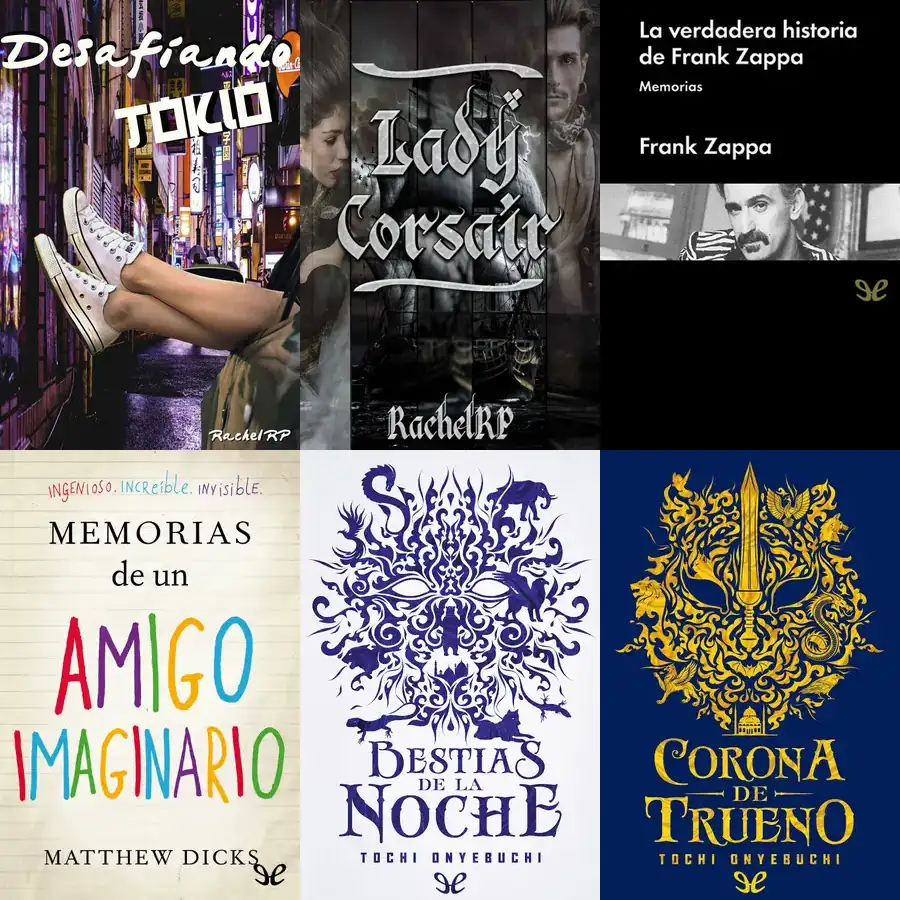 Desafiando
TOKIO
RachelRP
Lady
Corsair
RachelRP
La verdadera historia
de Frank Zappa
Memorias
Frank Zappa
INGENIOSO. INCREÍBLE. INVISIBLE.
MEMORIAS
de un
AMIGO
IMAGINARIO
MATTHEW DICKS
BESTIAS
DE LA
NOCHE
TOCHI ONYEBUCHI
CORONA
DE
TRUENO
TOCHI ONYEBUCHI